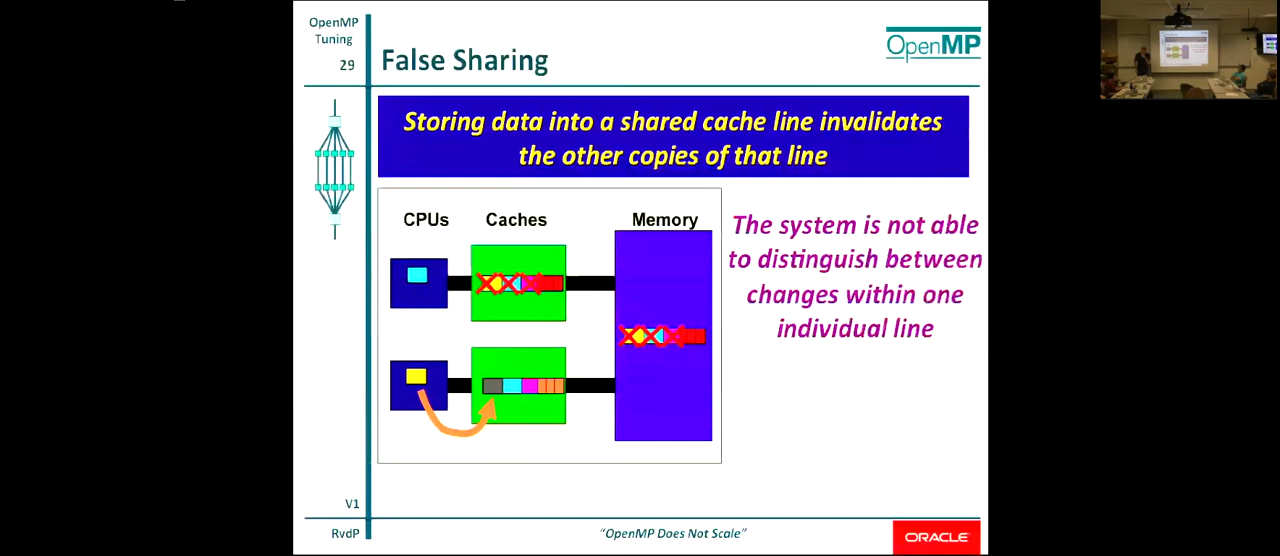 OpenMP
Tuning
29
False Sharing
OpenMP
Storing data into a shared cache line invalidates
the other copies of that line
CPUs
Caches
Memory
The system is not able
to distinguish between
changes within one
individual line
V1
RvdP
“OpenMP Does Not Scale”
ORACLE